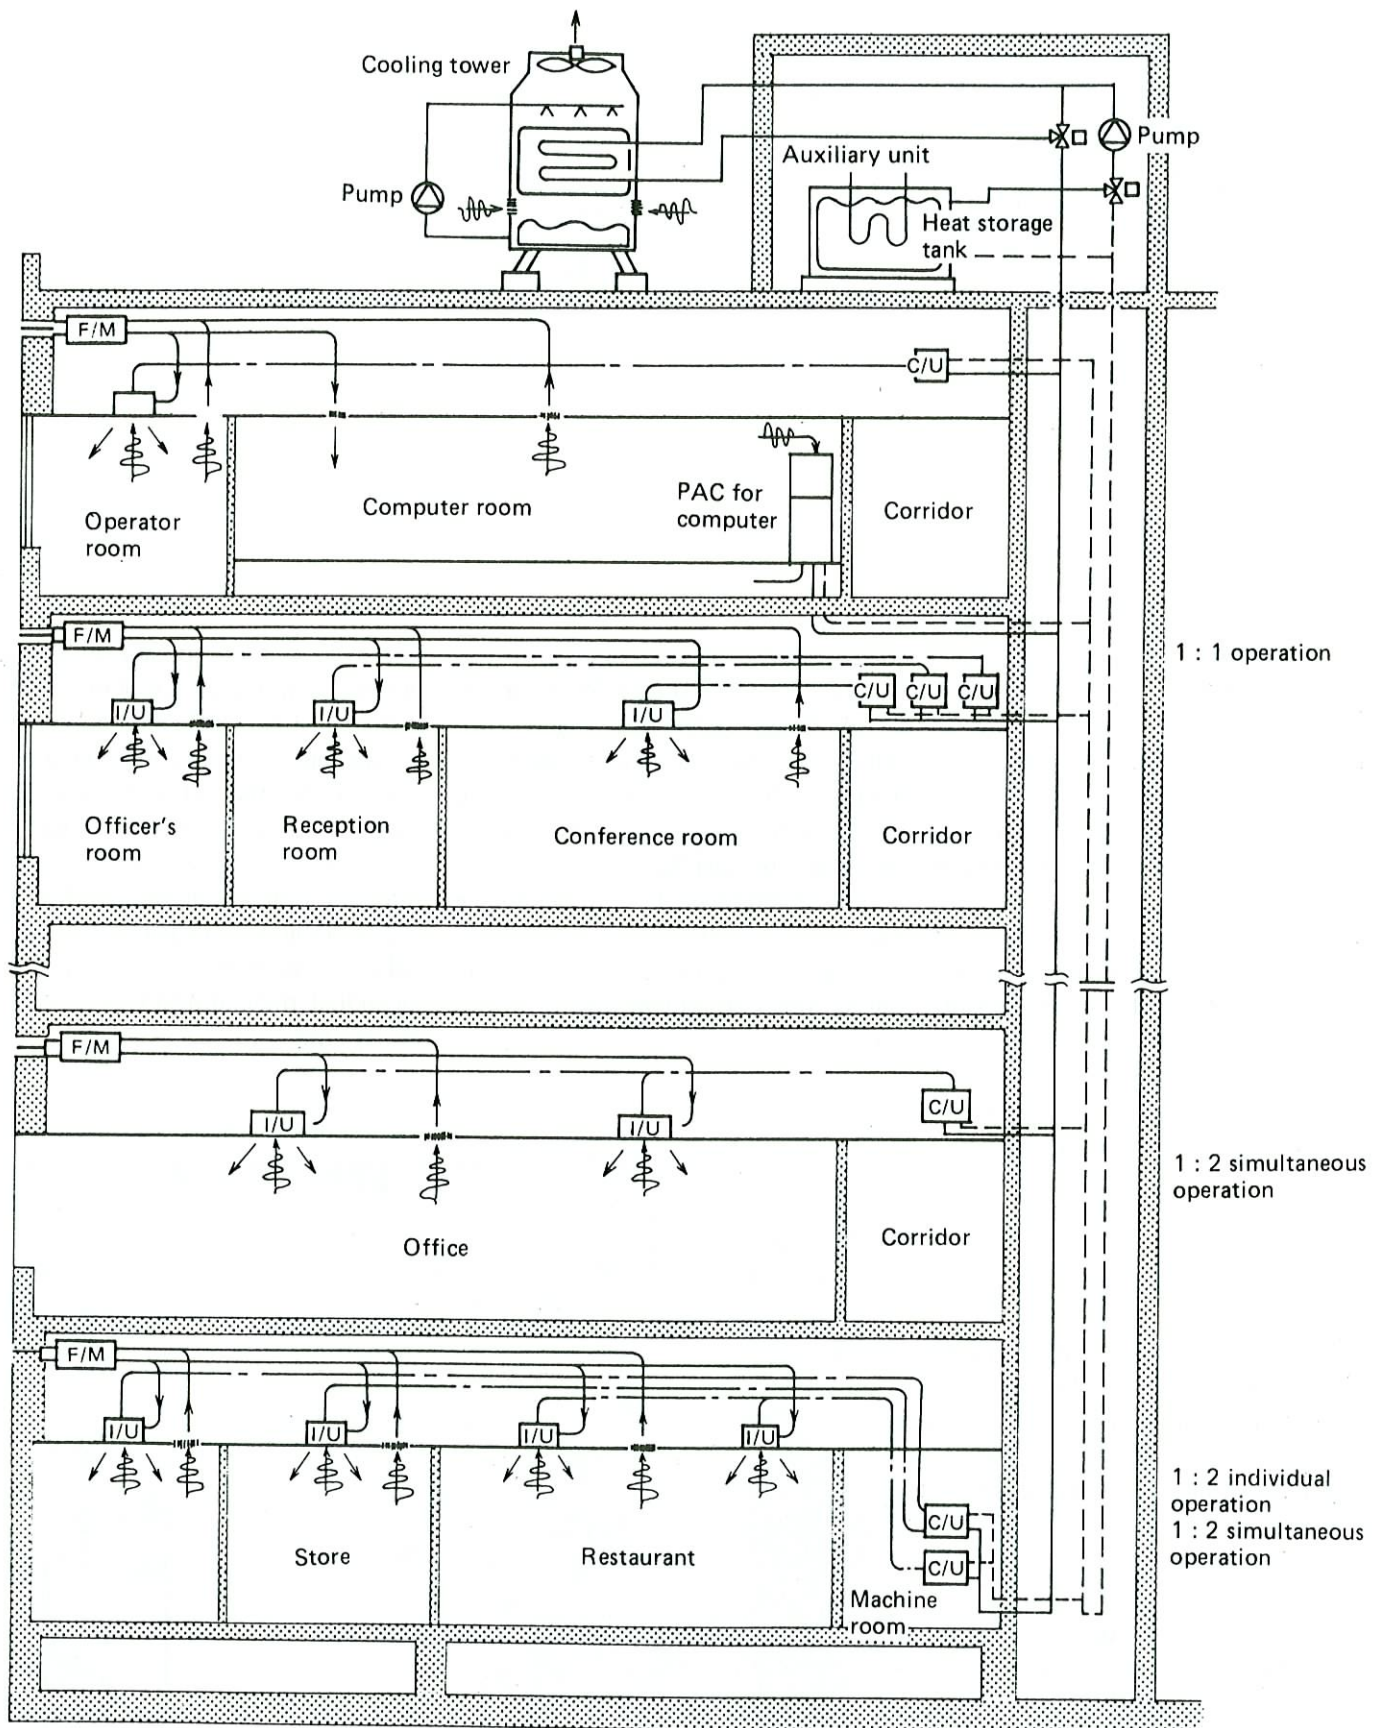 Cooling tower
Pump
Pump
Auxiliary unit
Heat storage
tank
F/M
C/U
PAC for
computer
Operator
room
Computer room
Corridor
F/M
1 : 1 operation
C/U
C/U
C/U
I/U
I/U
I/U
Officer's
room
Reception
room
Conference room
Corridor
F/M
C/U
I/U
I/U
1 : 2 simultaneous
operation
Office
Corridor
F/M
I/U
I/U
I/U
I/U
1 : 2 individual
operation
1 : 2 simultaneous
operation
C/U
C/U
Store
Restaurant
Machine
room